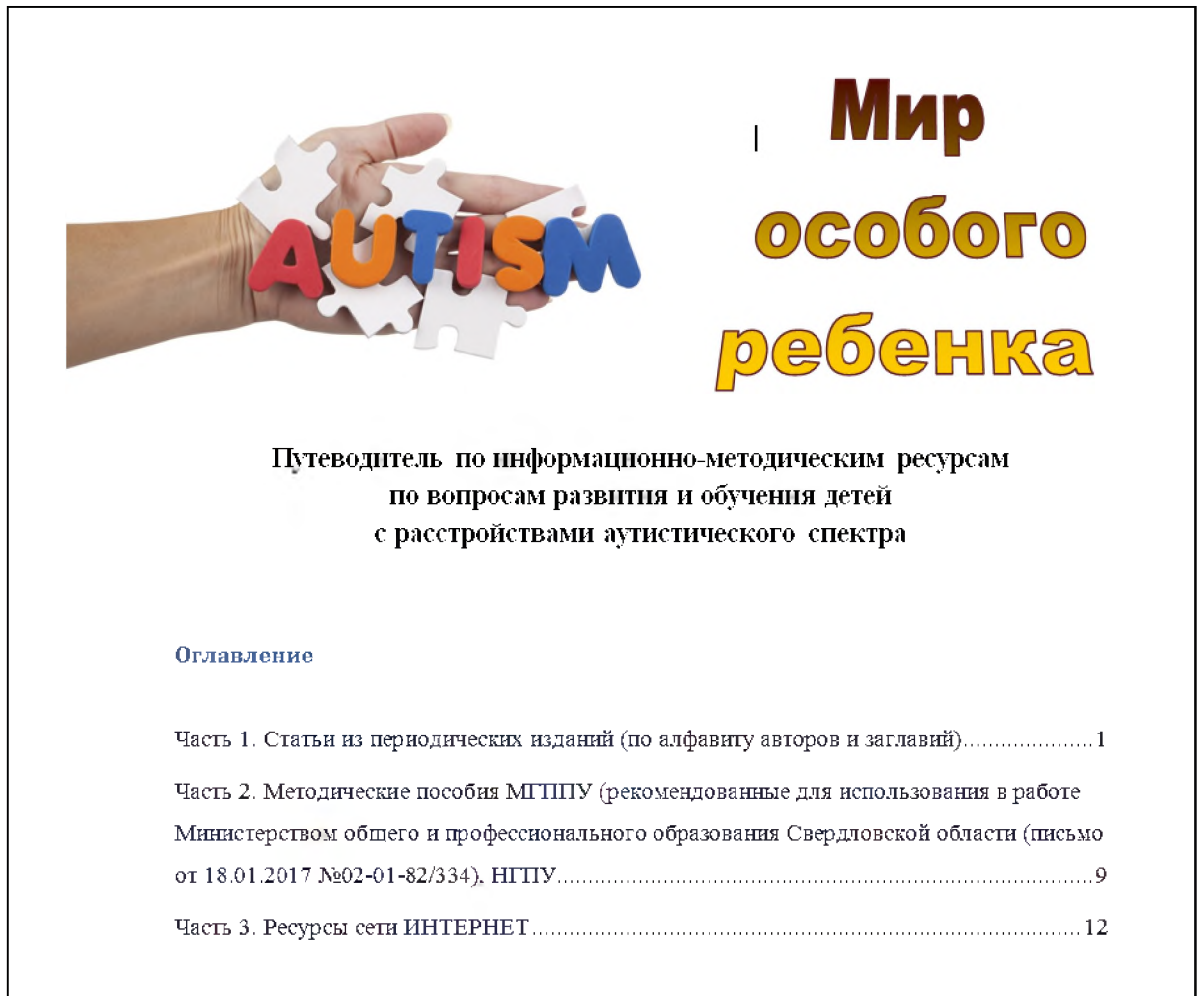 AUTISM
Мир
особого
ребенка
Путеводитель по информационно-методическим ресурсам
по вопросам развития и обучения детей
с расстройствами аутистического спектра
Оглавление
Часть 1. Статьи из периодических изданий (по алфавиту авторов и заглавий)......................1
Часть 2. Методические пособия МГППУ (рекомендованные для использования в работе
Министерством общего и профессионального образования Свердловской области (письмо
от 18.01.2017 №02-01-82/334), НГПУ....................................................................................9
Часть 3. Ресурсы сети ИНТЕРНЕТ.......................................................................................12